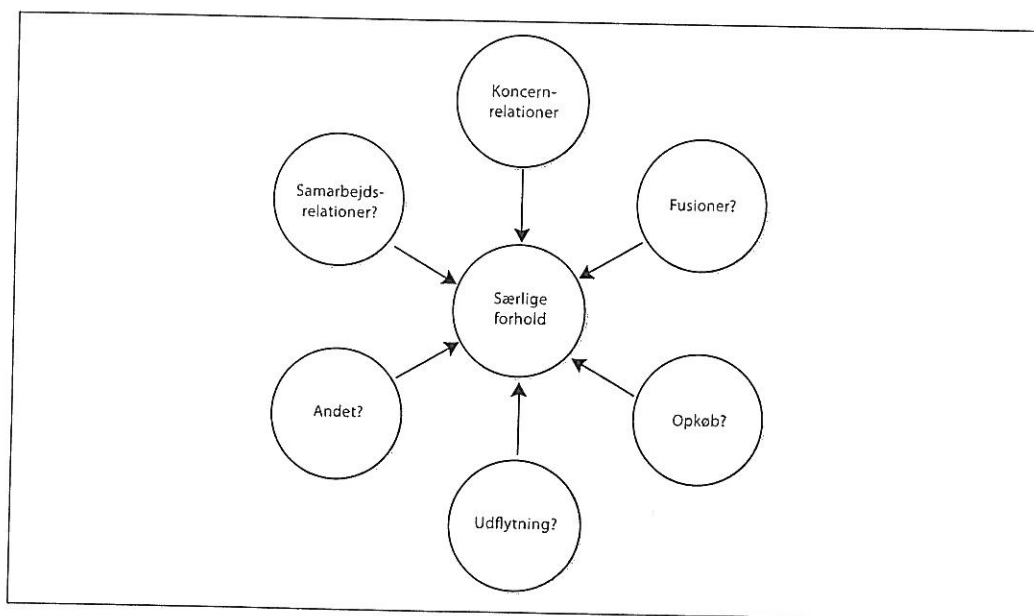 Koncern-
relationer
Samarbejds-
relationer?
Fusioner?
Særlige
forhold
Andet?
Opkøb?
Udflytning?